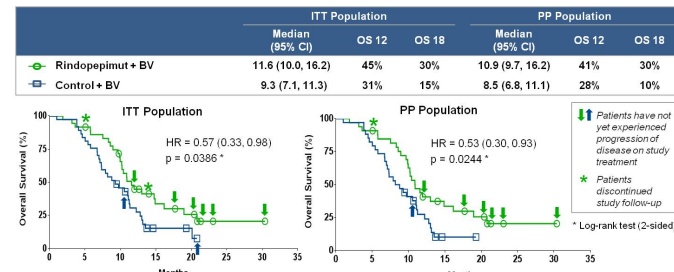 ITT Population PP Population
Median (95% CI) OS 12 OS 18 Median (95% CI) OS 12 OS 18
Rindopepimut + BV 11.6 (10.0, 16.2) 45% 30% 10.9 (9.7, 16.2) 41% 30%
Control + BV 9.3 (7.1, 11.3) 31% 15% 8.5 (6.8, 11.1) 28% 10%
ITT Population
Overall Survival (%)
100
75
50
25
0 5 10 15 20 25 30 35
Months
HR = 0.57 (0.33, 0.98)
p = 0.0386 *
PP Population
Overall Survival (%)
100
75
50
25
0 5 10 15 20 25 30 35
Months
HR = 0.53 (0.30, 0.93)
p = 0.0244 *
Patients have not
yet experienced
progression of
disease on study
treatment
* Patients
discontinued
study follow-up
* Log-rank test (2-sided)